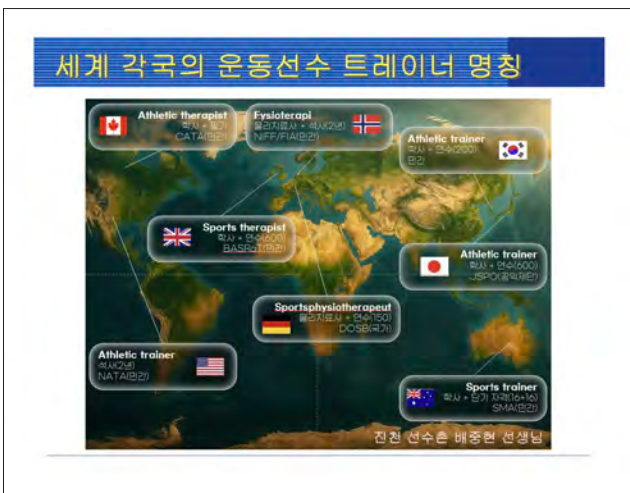 세계 각국의 운동선수 트레이너 명칭
Athletic therapist
학사 + 필기
CATA(민간)
Fysioterapi
물리치료사 + 석사(2년)
NIFF/FIA(민간)
Athletic trainer
학사 + 연수(200)
민간
Sports therapist
학사 + 연수(600)
BASRaT(민간)
Athletic trainer
학사 + 연수(600)
JSPO(공익재단)
Sportsphysiotherapeut
물리치료사 + 연수(150)
DOSB(국가)
Athletic trainer
석사(2년)
NATA(민간)
Sports trainer
학사 + 단기 자격(16+16)
SMA(민간)
진천 선수촌 배중현 선생님